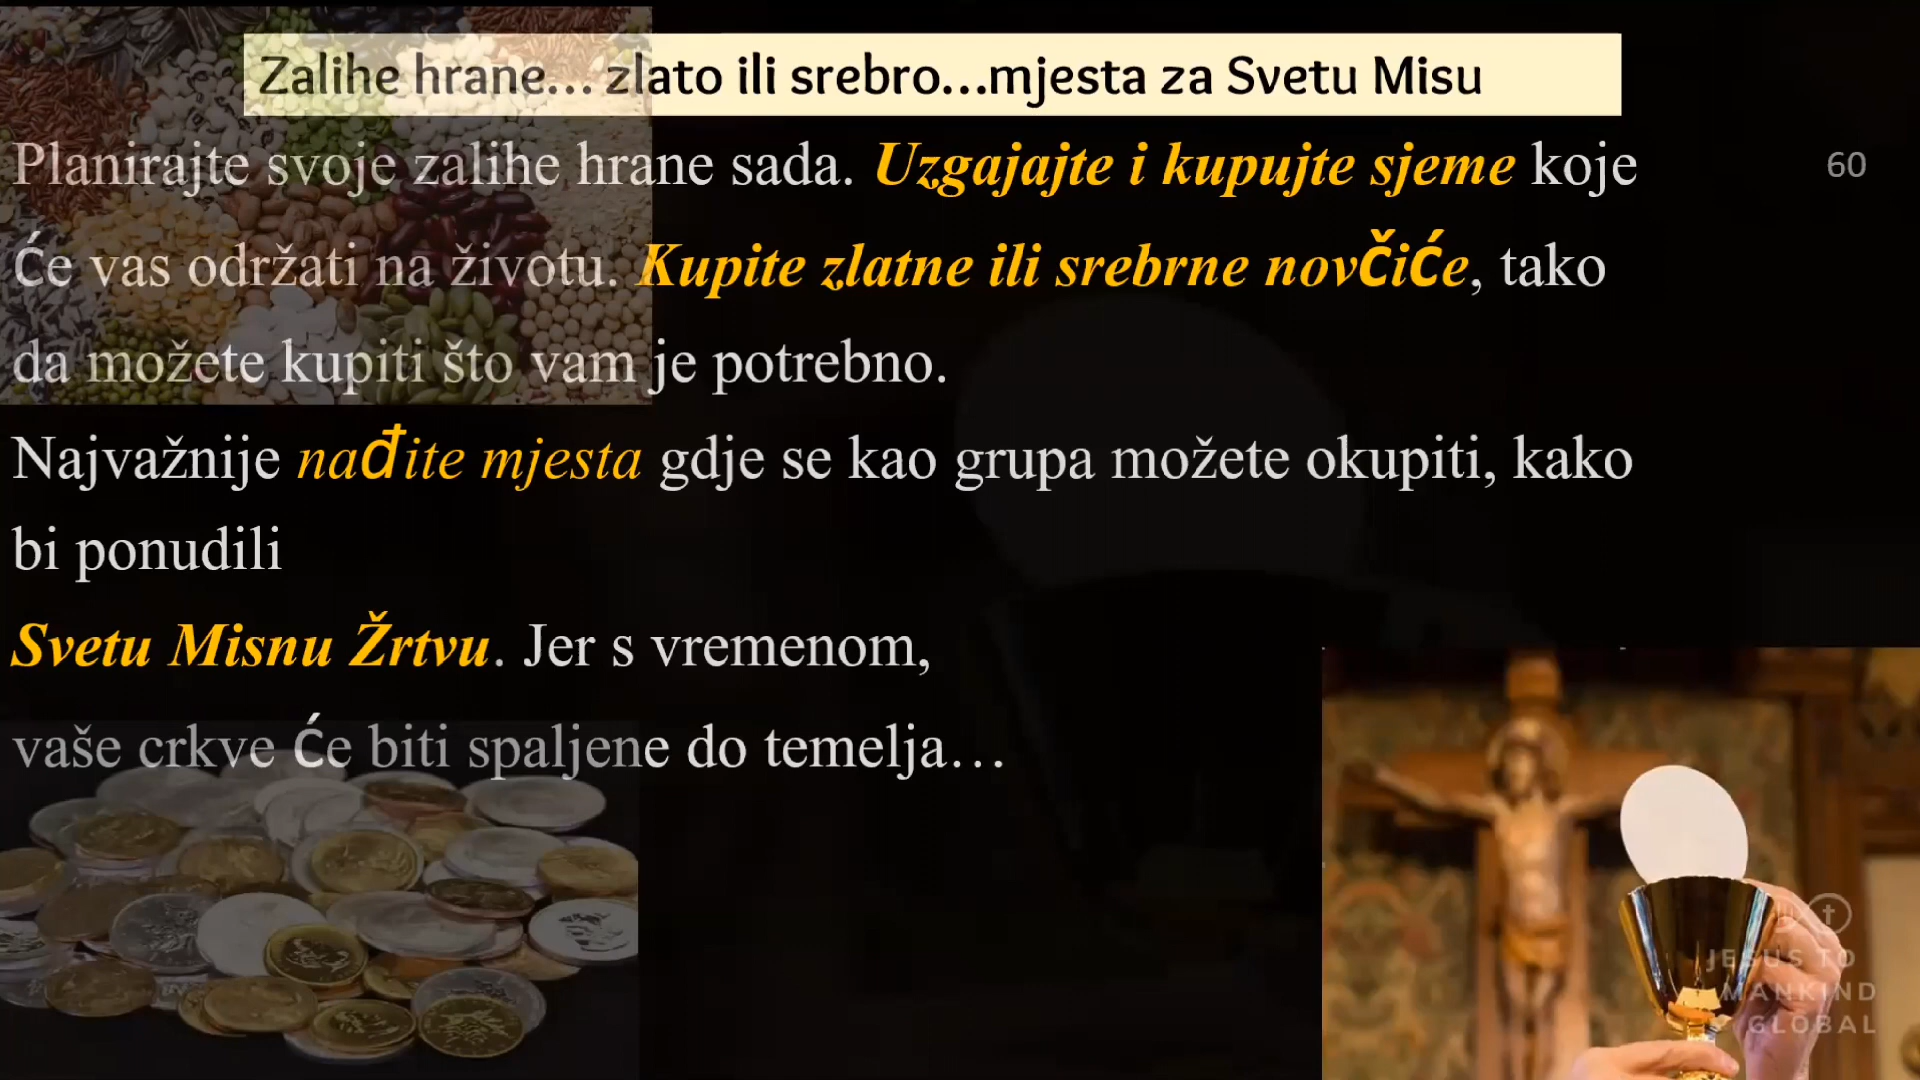 Zalihe hrane... zlato ili srebro...mjesta za Svetu Misu
Planirajte svoje zalihe hrane sada. Uzgajajte i kupujte sjeme koje
60
Će vas održati na životu. Kupite zlatne ili srebrne novČiĆe, tako
da možete kupiti što vam je potrebno.
Najvažnije nađite mjesta gdje se kao grupa možete okupiti, kako
bi ponudili
Svetu Misnu Žrtvu. Jer s vremenom,
vaše crkve Će biti spaljene do temelja...
JESUS TO
MANKIND
GLOBAL